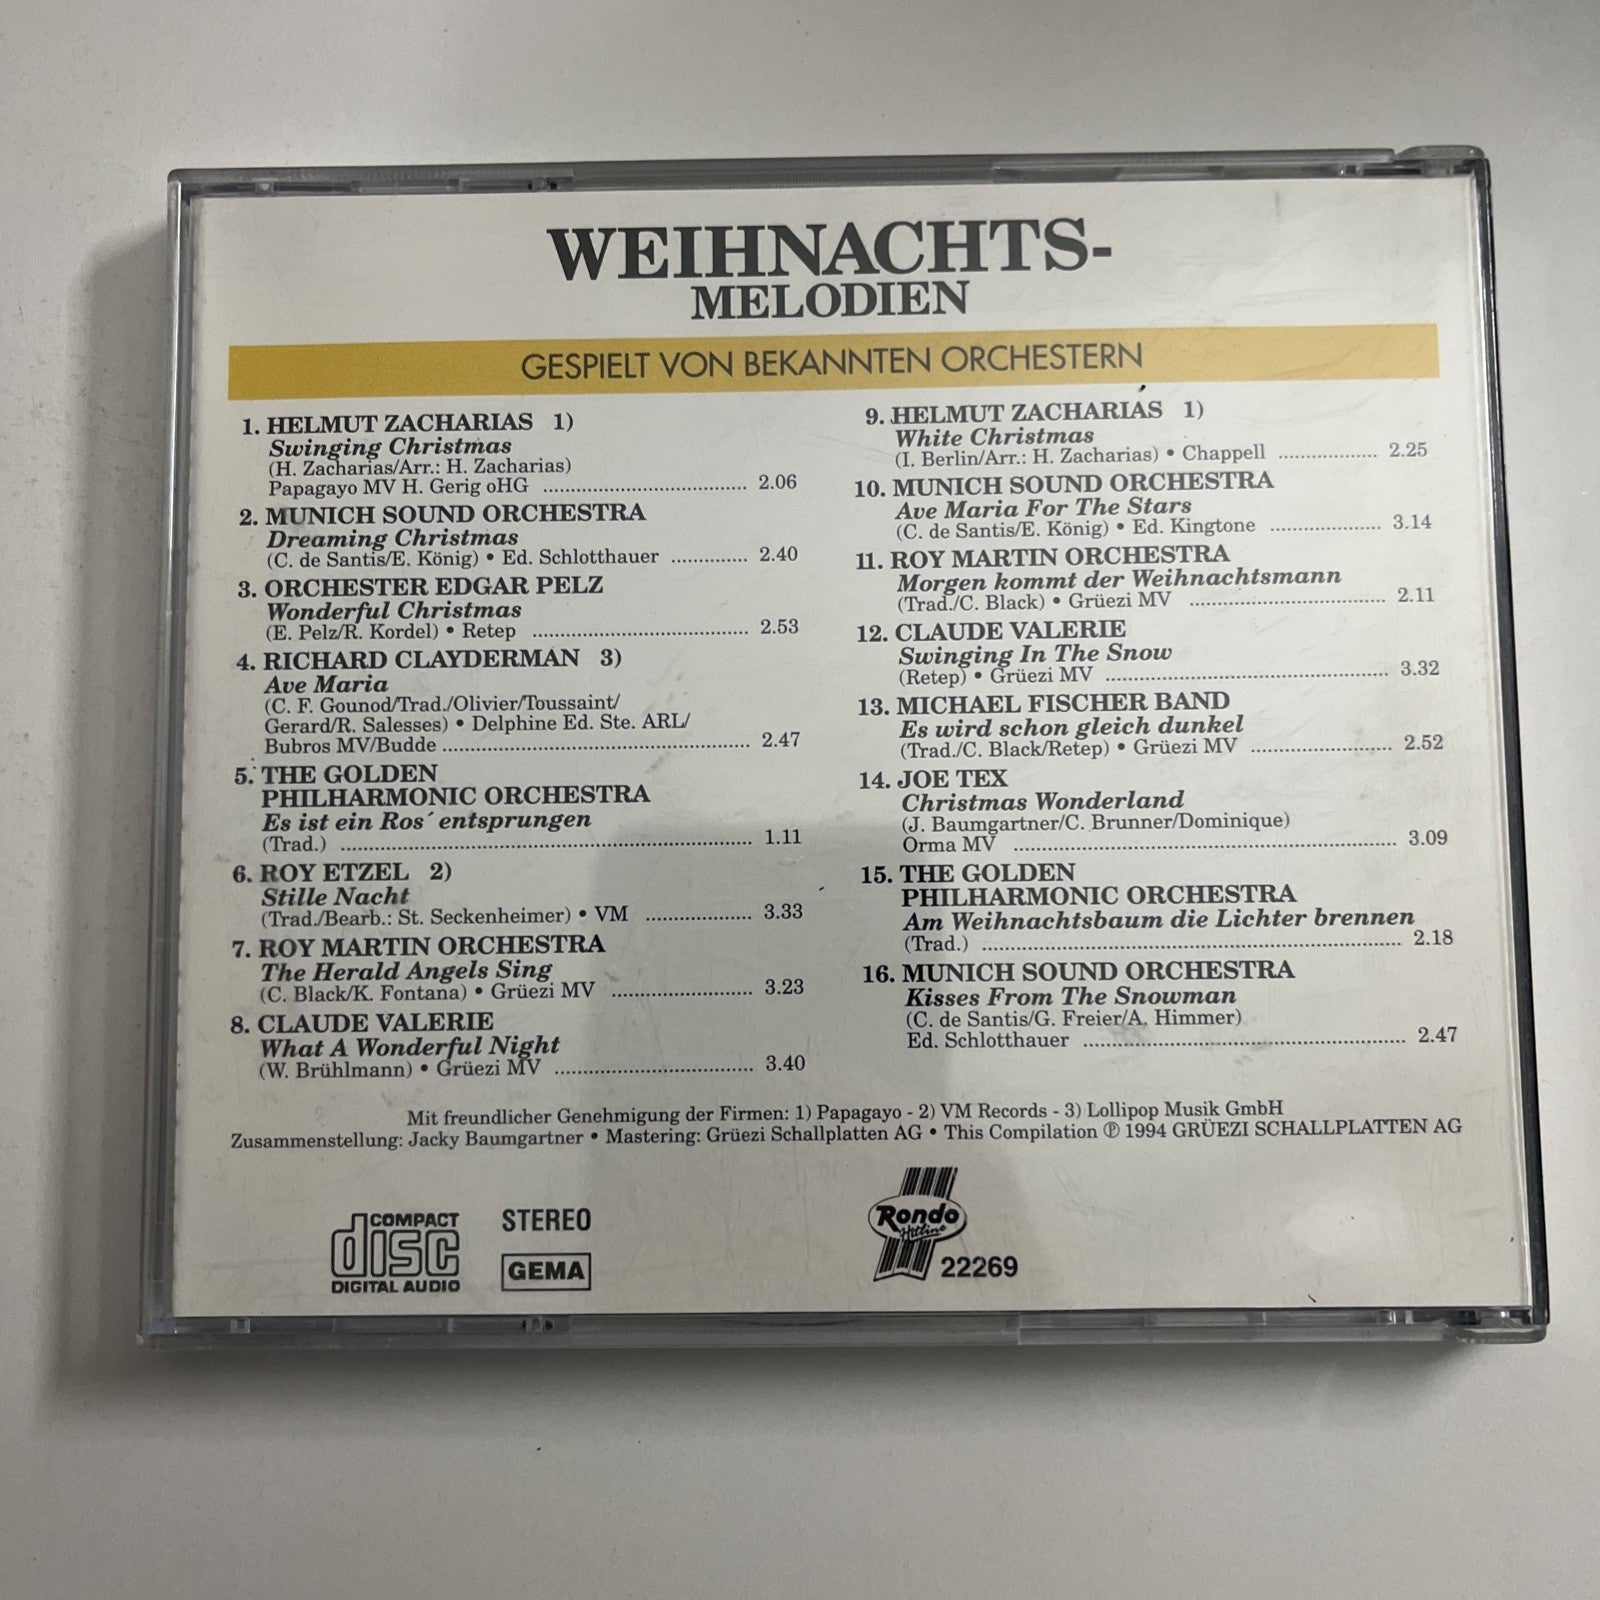 WEIHNACHTS-
MELODIEN
GESPIELT VON BEKANNTEN ORCHESTERN
1. HELMUT ZACHARIAS 1)
Swinging Christmas
(H. Zacharias/Arr.: H. Zacharias)
Papagayo MV H. Gerig oHG ........ 2.06
2. MUNICH SOUND ORCHESTRA
Dreaming Christmas
(C. de Santis/E. König) • Ed. Schlotthauer ........ 2.40
3. ORCHESTER EDGAR PELZ
Wonderful Christmas
(E. Pelz/R. Kordel) • Retep ........ 2.53
4. RICHARD CLAYDERMAN 3)
Ave Maria
(C. F. Gounod/Trad./Olivier/Toussaint/
Gerard/R. Salesses) • Delphine Ed. Ste. ARL/
Bubros MV/Budde ........ 2.47
5. THE GOLDEN
PHILHARMONIC ORCHESTRA
Es ist ein Ros´ entsprungen
(Trad.) ........ 1.11
6. ROY ETZEL 2)
Stille Nacht
(Trad./Bearb.: St. Seckenheimer) • VM ........ 3.33
7. ROY MARTIN ORCHESTRA
The Herald Angels Sing
(C. Black/K. Fontana) • Grüezi MV ........ 3.23
8. CLAUDE VALERIE
What A Wonderful Night
(W. Brühlmann) • Grüezi MV ........ 3.40
9. HELMUT ZACHARIAS 1)
White Christmas
(I. Berlin/Arr.: H. Zacharias) • Chappell ........ 2.25
10. MUNICH SOUND ORCHESTRA
Ave Maria For The Stars
(C. de Santis/E. König) • Ed. Kingtone ........ 3.14
11. ROY MARTIN ORCHESTRA
Morgen kommt der Weihnachtsmann
(Trad./C. Black) • Grüezi MV ........ 2.11
12. CLAUDE VALERIE
Swinging In The Snow
(Retep) • Grüezi MV ........ 3.32
13. MICHAEL FISCHER BAND
Es wird schon gleich dunkel
(Trad./C. Black/Retep) • Grüezi MV ........ 2.52
14. JOE TEX
Christmas Wonderland
(J. Baumgartner/C. Brunner/Dominique)
Orma MV ........ 3.09
15. THE GOLDEN
PHILHARMONIC ORCHESTRA
Am Weihnachtsbaum die Lichter brennen
(Trad.) ........ 2.18
16. MUNICH SOUND ORCHESTRA
Kisses From The Snowman
(C. de Santis/G. Freier/A. Himmer)
Ed. Schlotthauer ........ 2.47
Mit freundlicher Genehmigung der Firmen: 1) Papagayo - 2) VM Records - 3) Lollipop Musik GmbH
Zusammenstellung: Jacky Baumgartner • Mastering: Grüezi Schallplatten AG • This Compilation ℗ 1994 GRÜEZI SCHALLPLATTEN AG
COMPACT
disc
DIGITAL AUDIO
STEREO
GEMA
Rondo
Hitline
22269